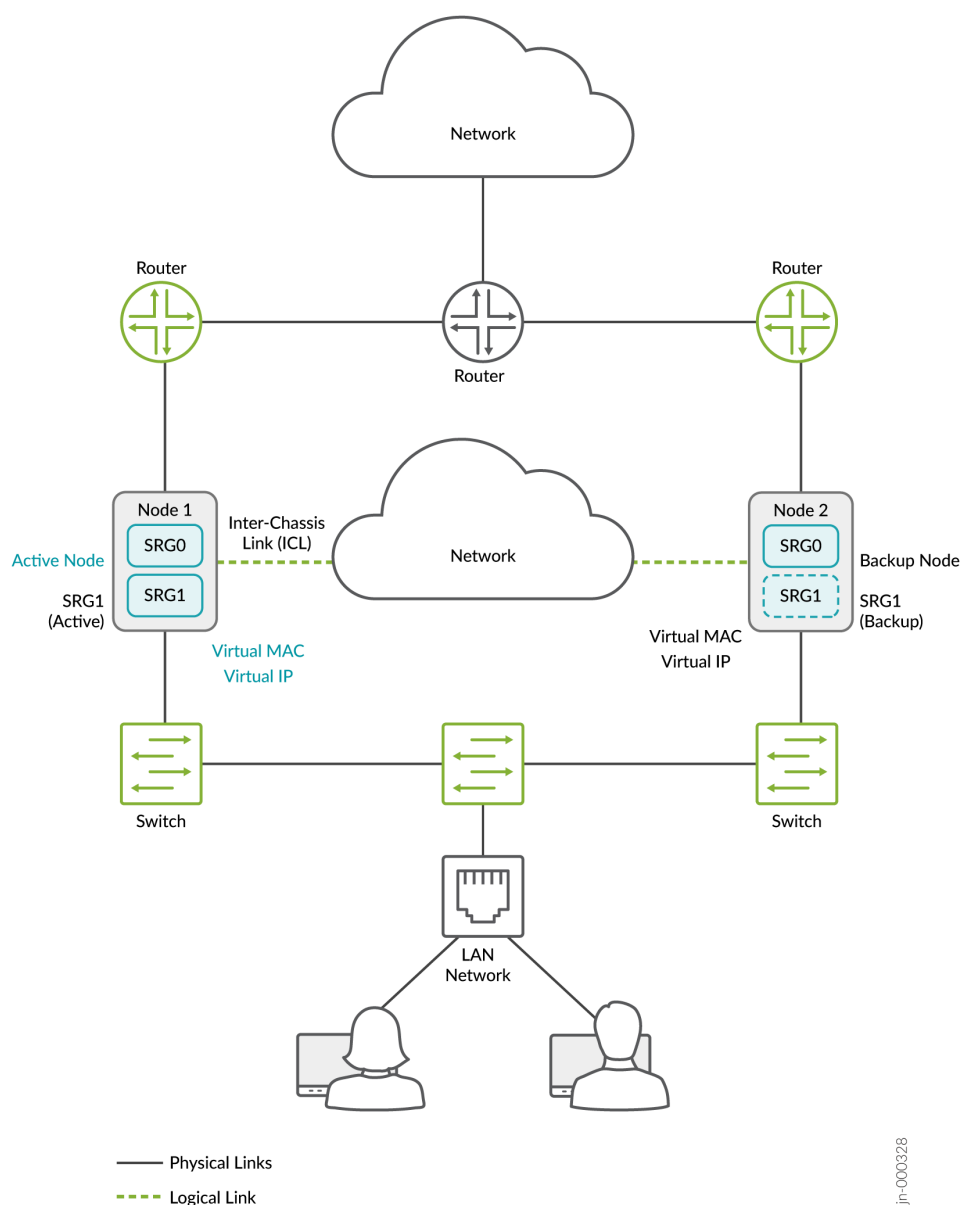 Network
Router
Router
Router
Node 1
SRG0
SRG1
Active Node
SRG1
(Active)
Inter-Chassis
Link (ICL)
Network
Node 2
SRG0
SRG1
Backup Node
SRG1
(Backup)
Virtual MAC
Virtual IP
Virtual MAC
Virtual IP
Switch
Switch
LAN
Network
Physical Links
Logical Link
jn-000328